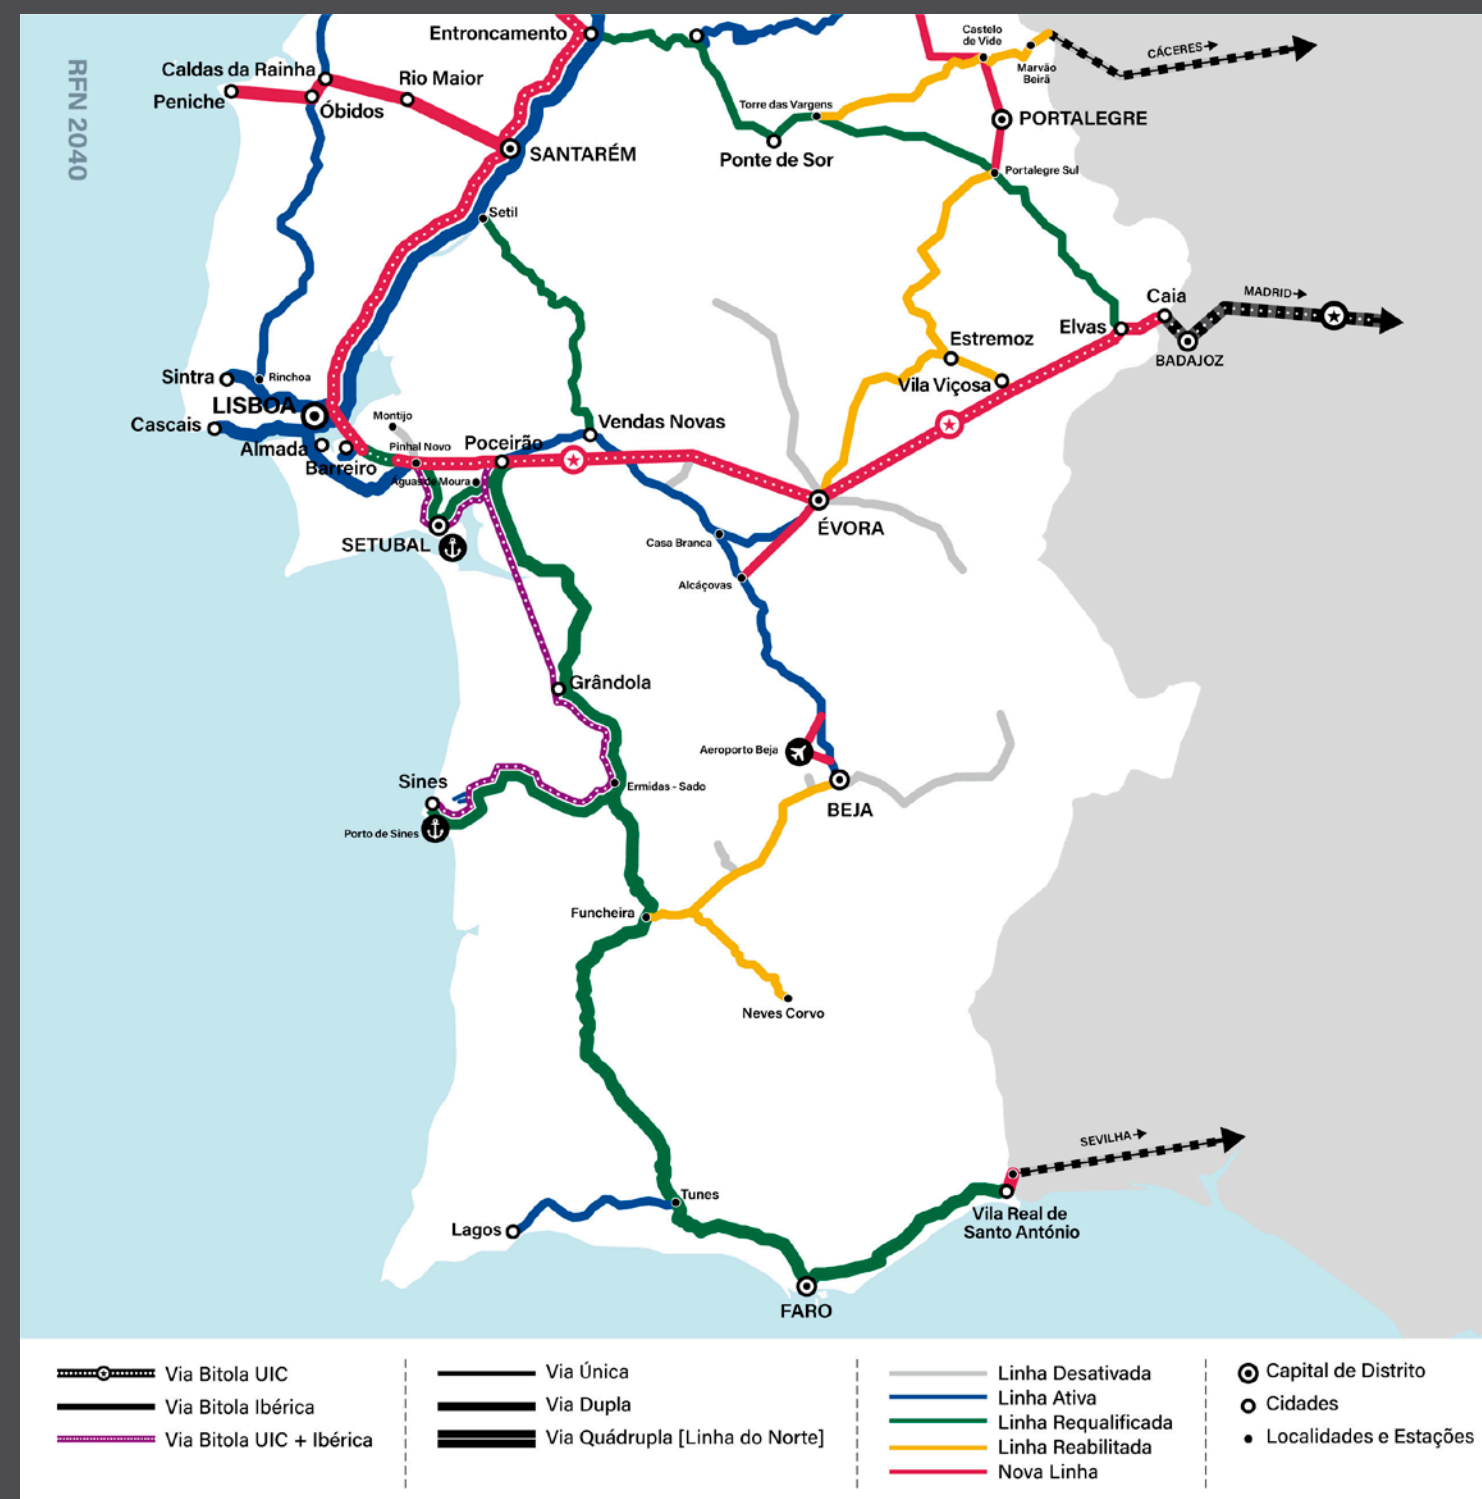 RFN 2040
Entroncamento
Castelo
de Vide
CÁCERES
Marvão
Beirã
Caldas da Rainha
Rio Maior
Peniche
Óbidos
Torre das Vargens
PORTALEGRE
SANTARÉM
Ponte de Sor
Portalegre Sul
Setil
Caia
MADRID
Elvas
Estremoz
BADAJOZ
Sintra
Rinchoa
Vila Viçosa
LISBOA
Cascais
Montijo
Vendas Novas
Almada
Pinhal Novo
Poceirão
Barreiro
Aguas de Moura
SETUBAL
ÉVORA
Casa Branca
Alcáçovas
Grândola
Aeroporto Beja
Sines
Ermidas - Sado
BEJA
Porto de Sines
Funcheira
Neves Corvo
SEVILHA
Tunes
Lagos
Vila Real de
Santo António
FARO
Via Bitola UIC
Via Bitola Ibérica
Via Bitola UIC + Ibérica
Via Única
Via Dupla
Via Quádrupla [Linha do Norte]
Linha Desativada
Linha Ativa
Linha Requalificada
Linha Reabilitada
Nova Linha
Capital de Distrito
Cidades
Localidades e Estações